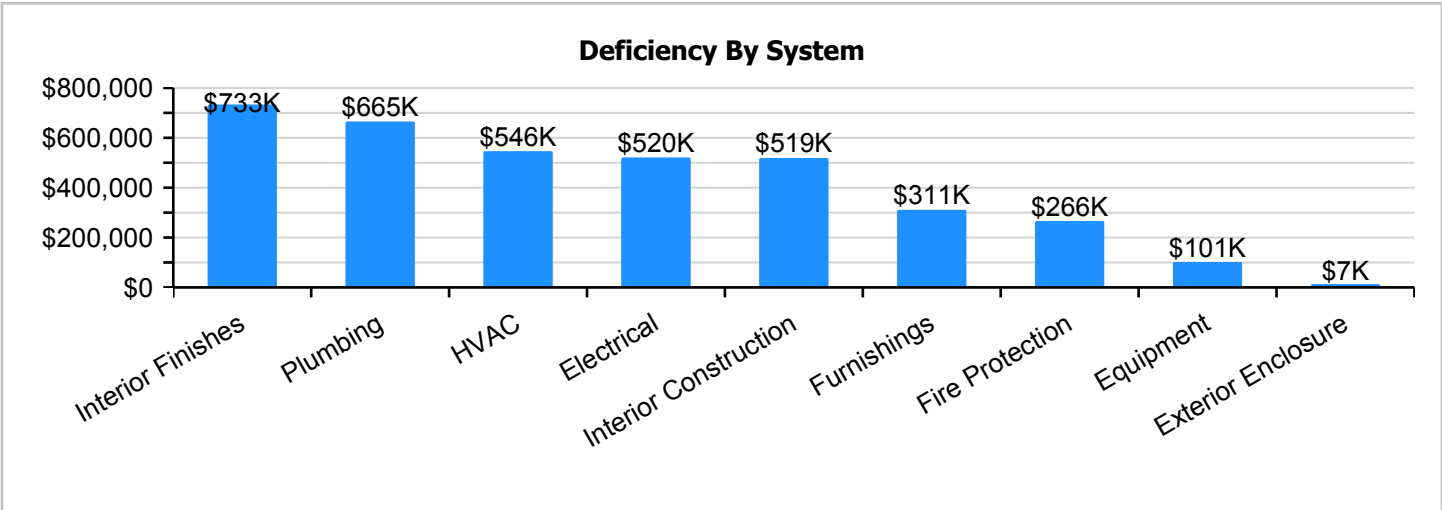 Deficiency By System
$800,000
$600,000
$400,000
$200,000
$0
$733K
$665K
$546K
$520K
$519K
$311K
$266K
$101K
$7K
Interior Finishes
Plumbing
HVAC
Electrical
Interior Construction
Furnishings
Fire Protection
Equipment
Exterior Enclosure